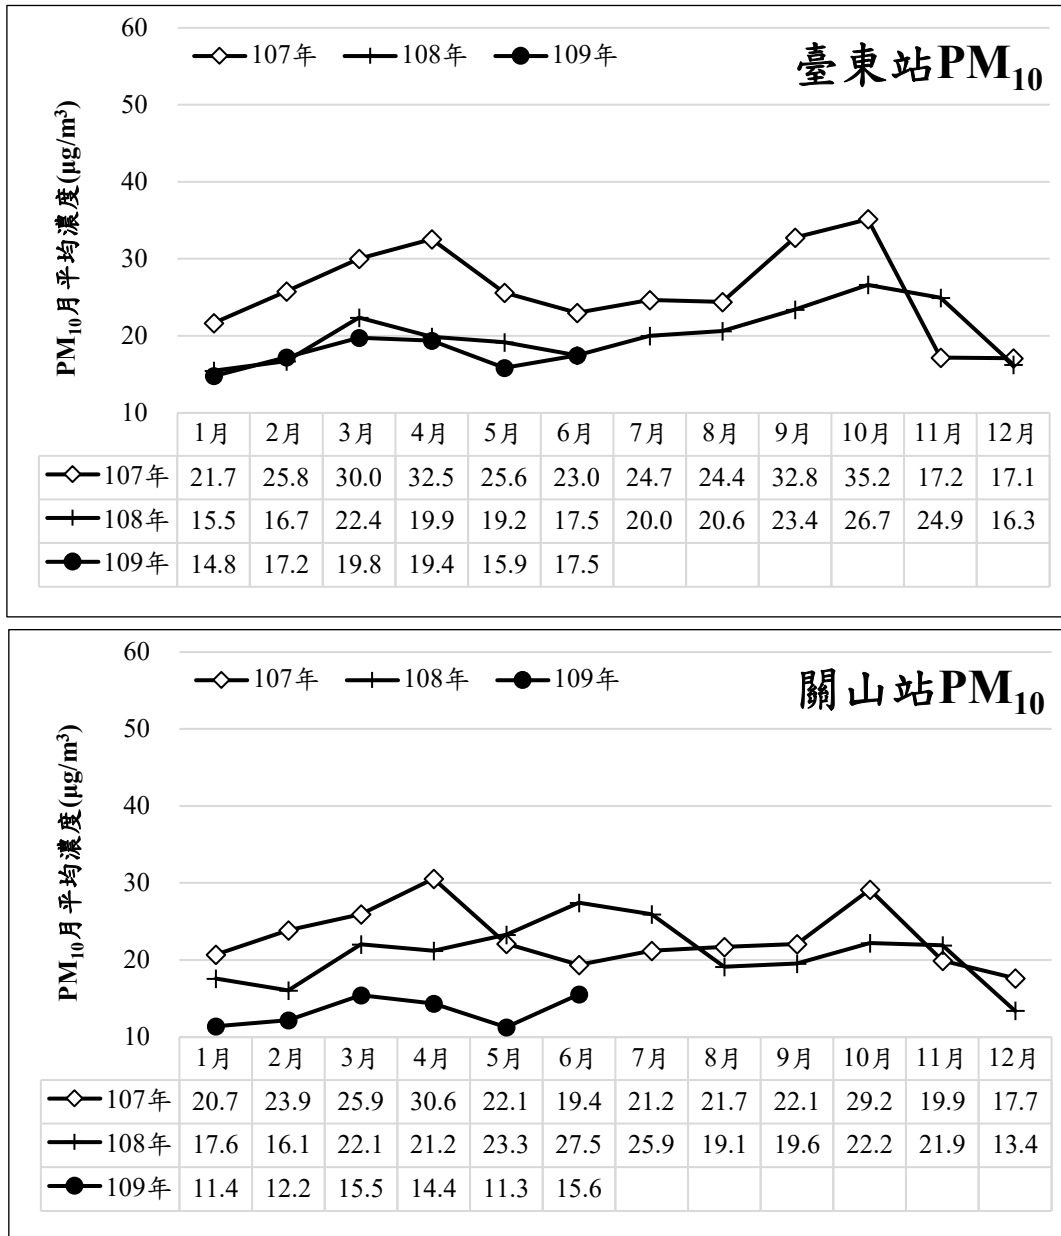 臺東站PM10
107年 108年 109年
PM10月平均濃度(μg/m³)
60
50
40
30
20
10
1月 2月 3月 4月 5月 6月 7月 8月 9月 10月 11月 12月
107年 21.7 25.8 30.0 32.5 25.6 23.0 24.7 24.4 32.8 35.2 17.2 17.1
108年 15.5 16.7 22.4 19.9 19.2 17.5 20.0 20.6 23.4 26.7 24.9 16.3
109年 14.8 17.2 19.8 19.4 15.9 17.5
關山站PM10
107年 108年 109年
PM10月平均濃度(μg/m³)
60
50
40
30
20
10
1月 2月 3月 4月 5月 6月 7月 8月 9月 10月 11月 12月
107年 20.7 23.9 25.9 30.6 22.1 19.4 21.2 21.7 22.1 29.2 19.9 17.7
108年 17.6 16.1 22.1 21.2 23.3 27.5 25.9 19.1 19.6 22.2 21.9 13.4
109年 11.4 12.2 15.5 14.4 11.3 15.6